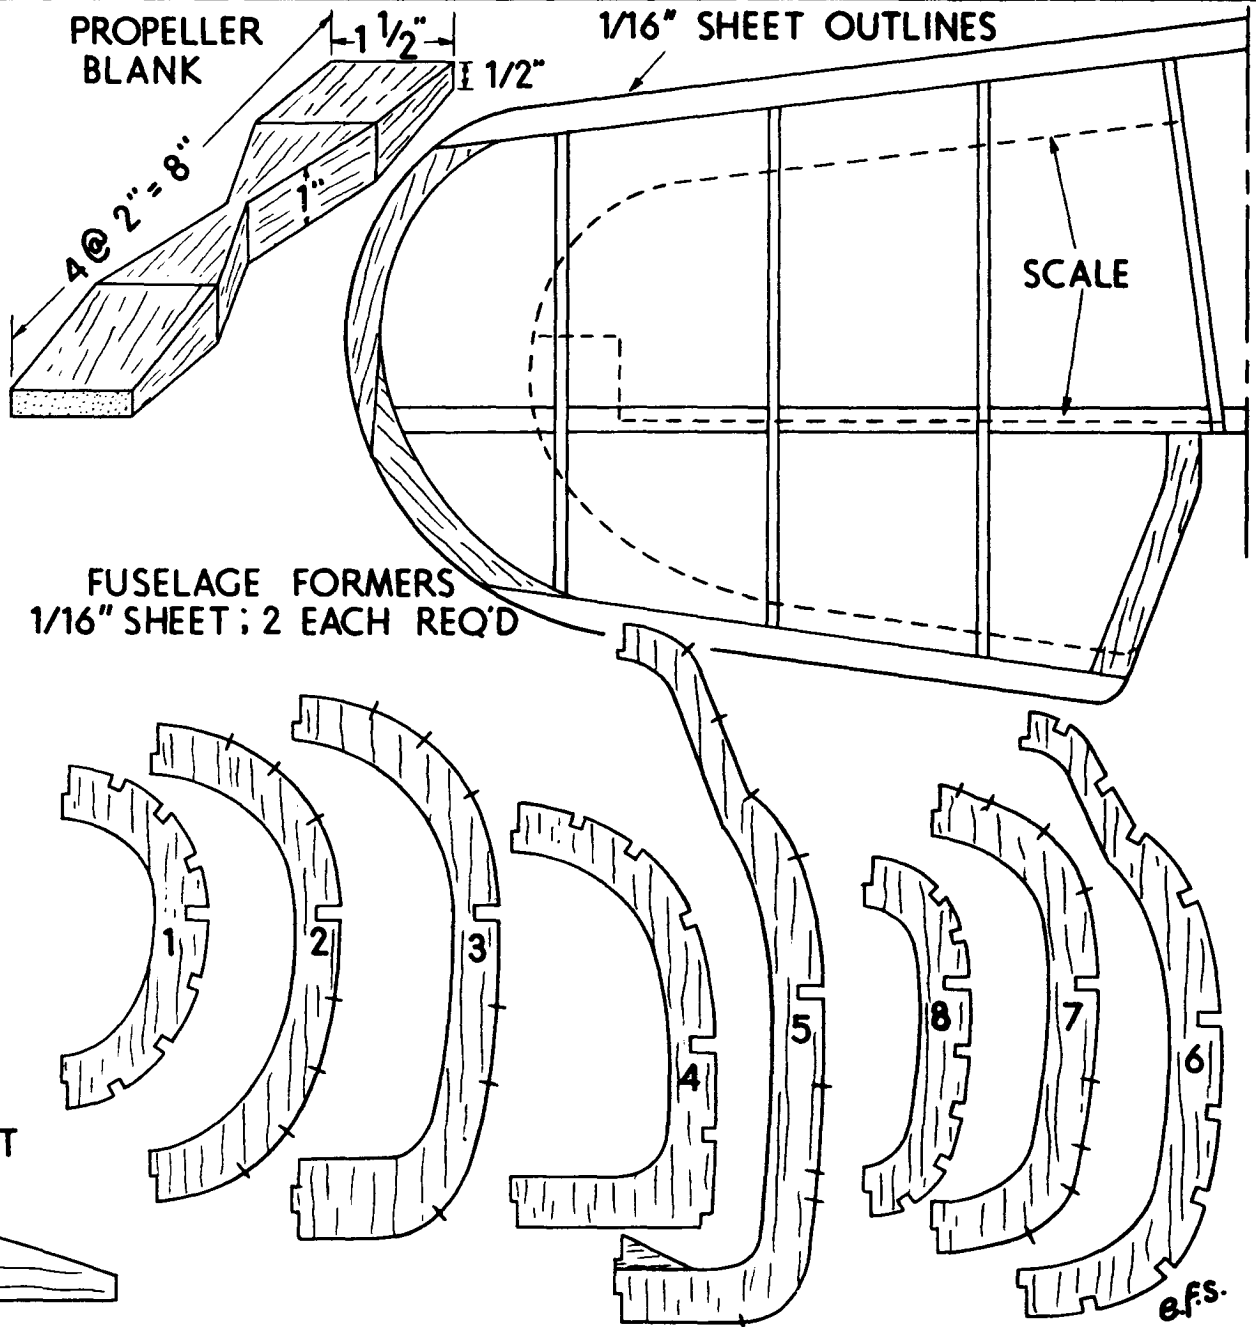 PROPELLER
BLANK
1 1/2"
1/2"
4 @ 2" = 8"
1"
1/16" SHEET OUTLINES
SCALE
FUSELAGE FORMERS
1/16" SHEET; 2 EACH REQ'D
1
2
3
4
5
8
7
6
T
e.f.s.